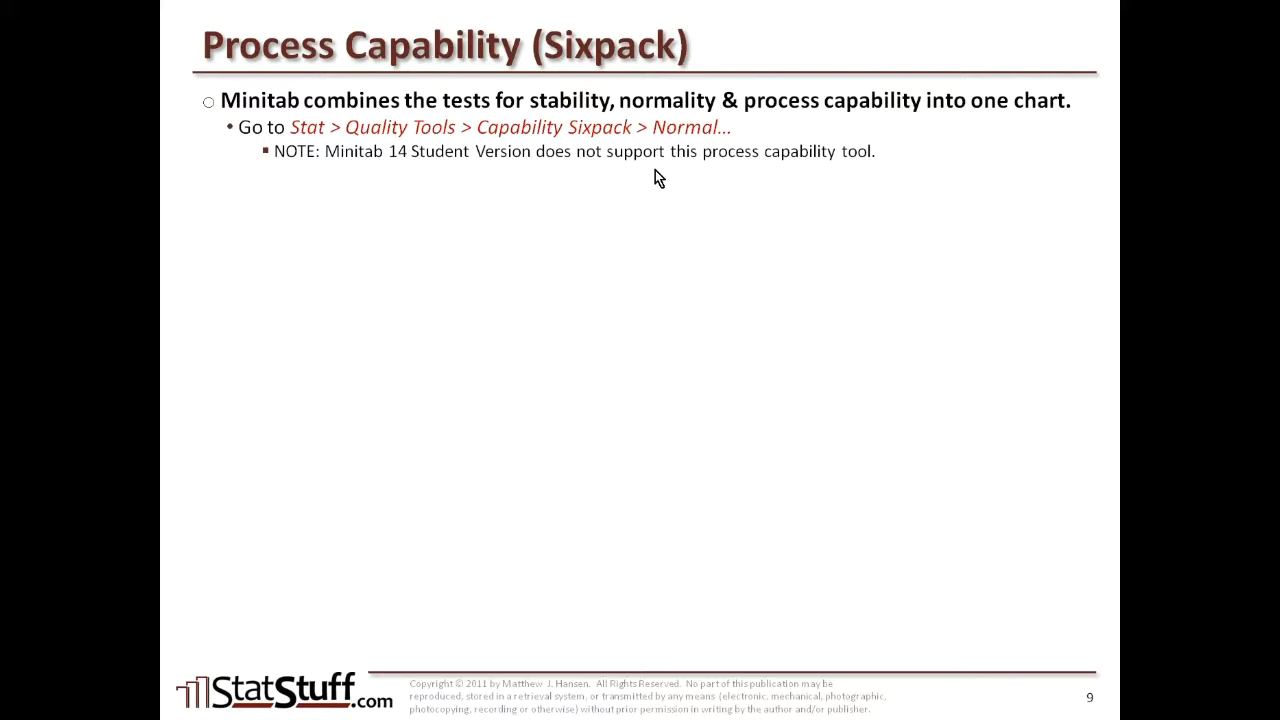 Process Capability (Sixpack)
Minitab combines the tests for stability, normality & process capability into one chart.
Go to Stat > Quality Tools > Capability Sixpack > Normal...
NOTE: Minitab 14 Student Version does not support this process capability tool.
StatStuff.com
Copyright © 2011 by Matthew J. Hansen. All Rights Reserved. No part of this publication may be
reproduced, stored in a retrieval system, or transmitted by any means (electronic, mechanical, photographic,
photocopying, recording or otherwise) without prior permission in writing by the author and/or publisher.
9